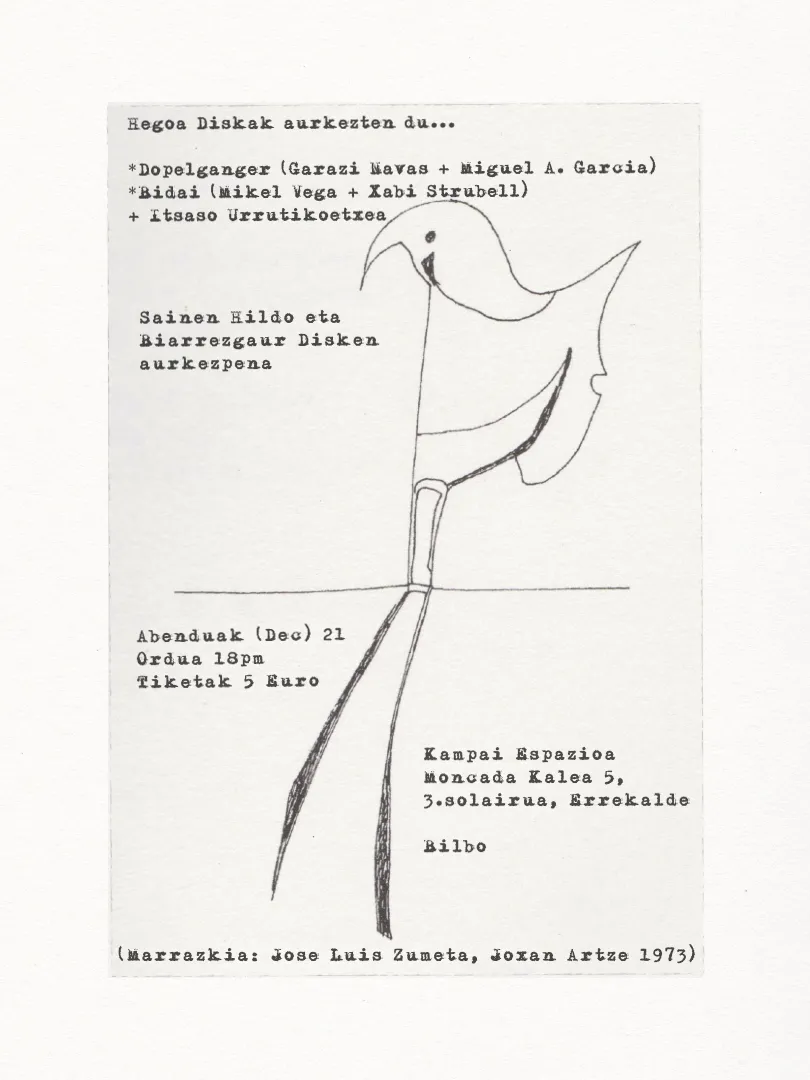 Hegoa Diskak aurkezten du...
*Dopelganger (Garazi Navas + Miguel A. Garcia)
*Bidai (Mikel Vega + Xabi Strubell)
+ Itsaso Urrutikoetxea
Sainen Hildo eta
Biarrezgaur Disken
aurkezpena
Abenduak (Dec) 21
Ordua 18pm
Tiketak 5 Euro
Kampai Espazioa
Moncada Kalea 5,
3.solairua, Errekalde
Bilbo
(Marrazkia: Jose Luis Zumeta, Joxan Artze 1973)